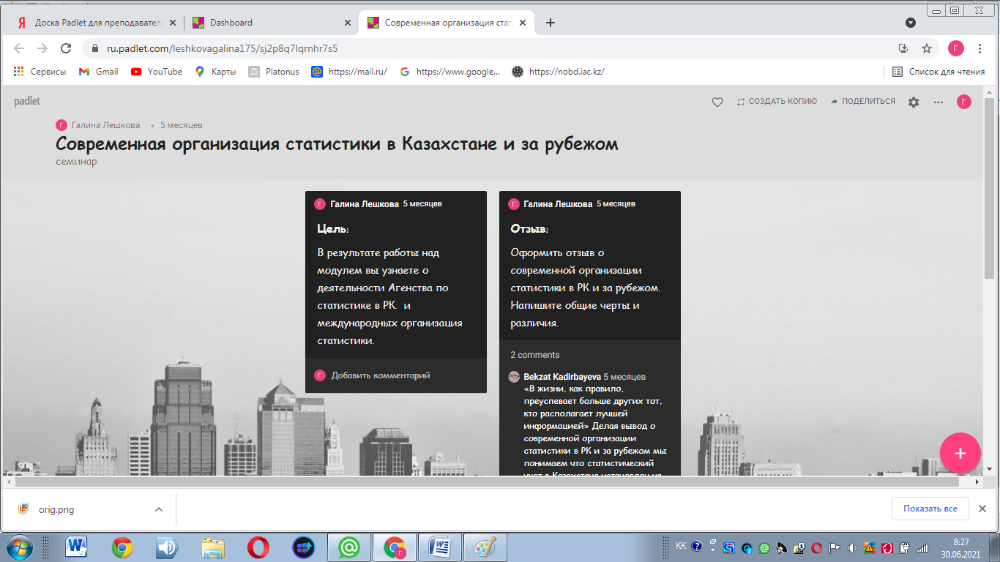 Доска Padlet для преподавател
Dashboard
Современная организация стат
ru.padlet.com/leshkovagalina175/sj2p8q7lqrnhr7s5
Г
Сервисы
Gmail
YouTube
Карты
Platonus
https://mail.ru/
https://www.google...
https://nobd.iac.kz/
Список для чтения
padlet
СОЗДАТЬ КОПИЮ
ПОДЕЛИТЬСЯ
Г
Г Галина Лешкова • 5 месяцев
Современная организация статистики в Казахстане и за рубежом
семинар
Г Галина Лешкова 5 месяцев
Цель:
В результате работы над
модулем вы узнаете о
деятельности Агенства по
статистике в РК. и
международных организация
статистики.
Г Добавить комментарий
Г Галина Лешкова 5 месяцев
Отзыв:
Оформить отзыв о
современной организации
статистики в РК и за рубежом.
Напишите общие черты и
различия.
2 comments
Bekzat Kadirbayeva 5 месяцев
«В жизни, как правило,
преуспевает больше других тот,
кто располагает лучшей
информацией» Делая вывод о
современной организации
статистики в РК и за рубежом мы
понимаем что статистический
учет в Казахстане установлен на
orig.png
Показать все
KK
8:27
30.06.2021